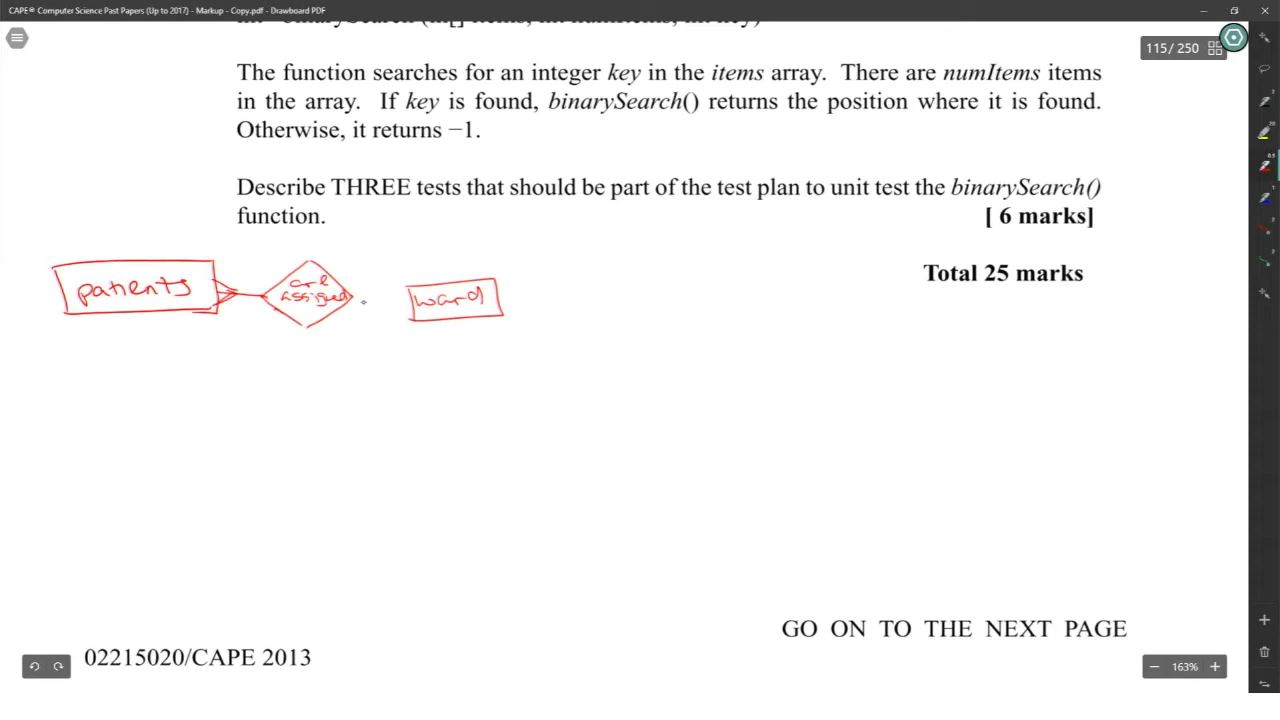 CAPE® Computer Science Past Papers (Up to 2017) - Markup - Copy.pdf - Drawboard PDF
115 / 250
The function searches for an integer key in the items array. There are numItems items
in the array. If key is found, binarySearch() returns the position where it is found.
Otherwise, it returns −1.
Describe THREE tests that should be part of the test plan to unit test the binarySearch()
function. [ 6 marks]
Total 25 marks
patients
are
assigned
ward
GO ON TO THE NEXT PAGE
02215020/CAPE 2013
163%